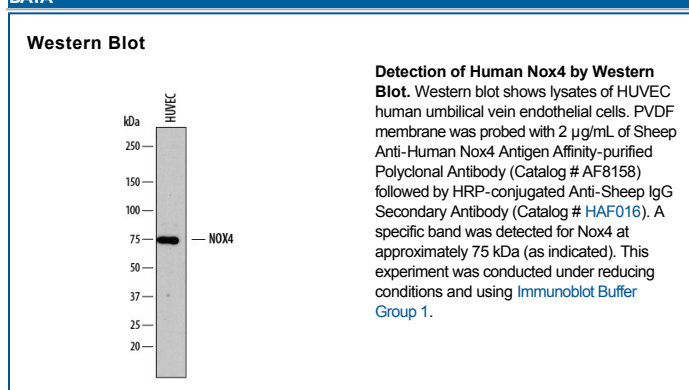 DATA
Western Blot
HUVEC
kDa
250
150
100
75
NOX4
50
37
25
20
Detection of Human Nox4 by Western
Blot. Western blot shows lysates of HUVEC
human umbilical vein endothelial cells. PVDF
membrane was probed with 2 µg/mL of Sheep
Anti-Human Nox4 Antigen Affinity-purified
Polyclonal Antibody (Catalog # AF8158)
followed by HRP-conjugated Anti-Sheep IgG
Secondary Antibody (Catalog # HAF016). A
specific band was detected for Nox4 at
approximately 75 kDa (as indicated). This
experiment was conducted under reducing
conditions and using Immunoblot Buffer
Group 1.